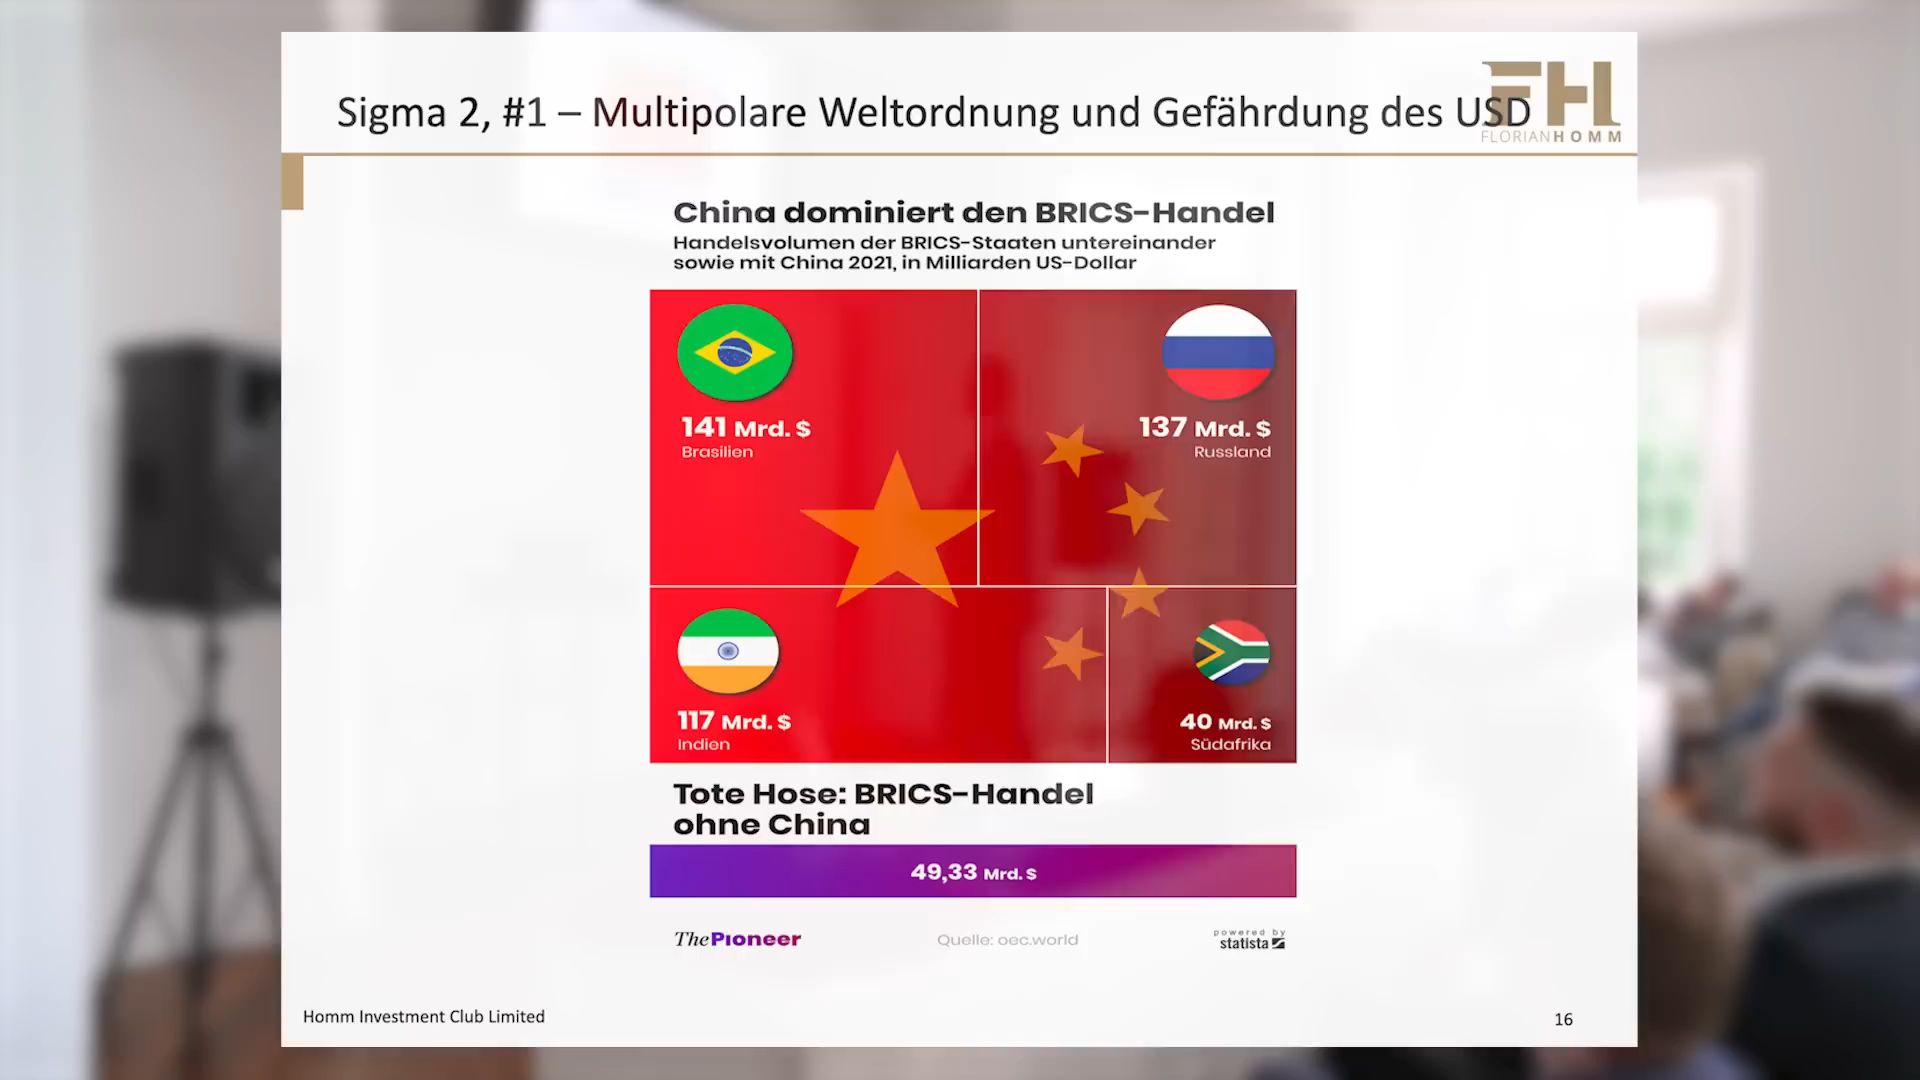 Sigma 2, #1 – Multipolare Weltordnung und Gefährdung des USD
FH
FLORIANHOMM
China dominiert den BRICS-Handel
Handelsvolumen der BRICS-Staaten untereinander
sowie mit China 2021, in Milliarden US-Dollar
141 Mrd. $
Brasilien
137 Mrd. $
Russland
117 Mrd. $
Indien
40 Mrd. $
Südafrika
Tote Hose: BRICS-Handel
ohne China
49,33 Mrd. $
The Pioneer
Quelle: oec.world
powered by
statista
Homm Investment Club Limited
16